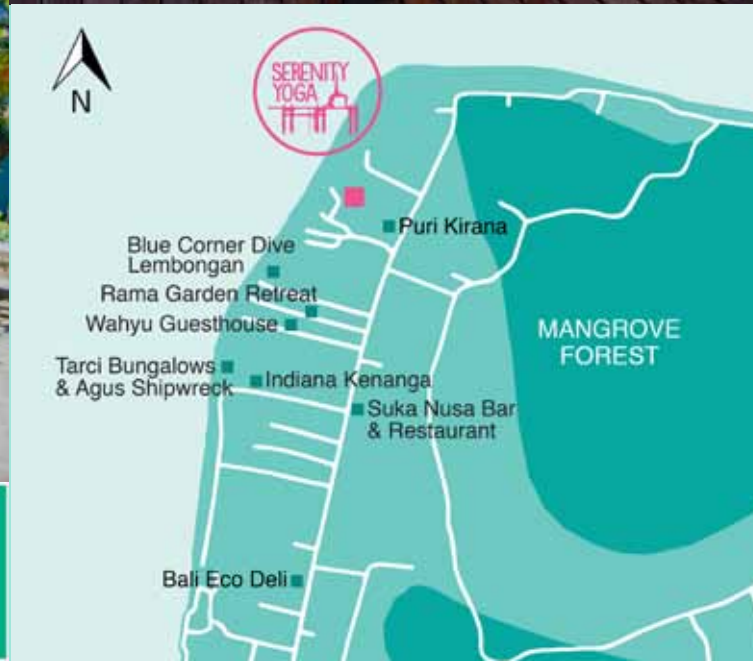 SERENITY
YOGA
N
Puri Kirana
Blue Corner Dive
Lembongan
Rama Garden Retreat
Wahyu Guesthouse
MANGROVE
FOREST
Tarci Bungalows
& Agus Shipwreck
Indiana Kenanga
Suka Nusa Bar
& Restaurant
Bali Eco Deli